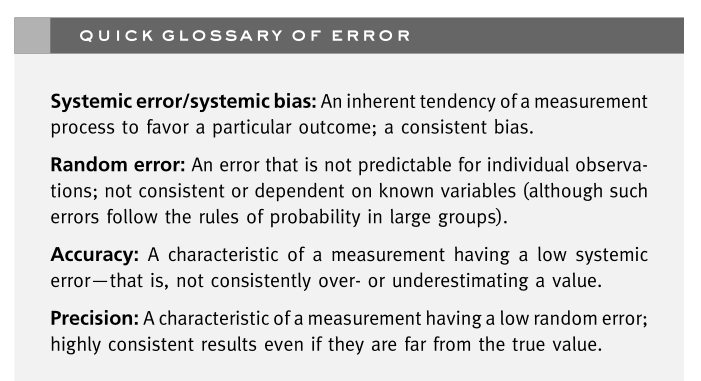 QUICK GLOSSARY OF ERROR
Systemic error/systemic bias: An inherent tendency of a measurement
process to favor a particular outcome; a consistent bias.
Random error: An error that is not predictable for individual observa-
tions; not consistent or dependent on known variables (although such
errors follow the rules of probability in large groups).
Accuracy: A characteristic of a measurement having a low systemic
error—that is, not consistently over- or underestimating a value.
Precision: A characteristic of a measurement having a low random error;
highly consistent results even if they are far from the true value.